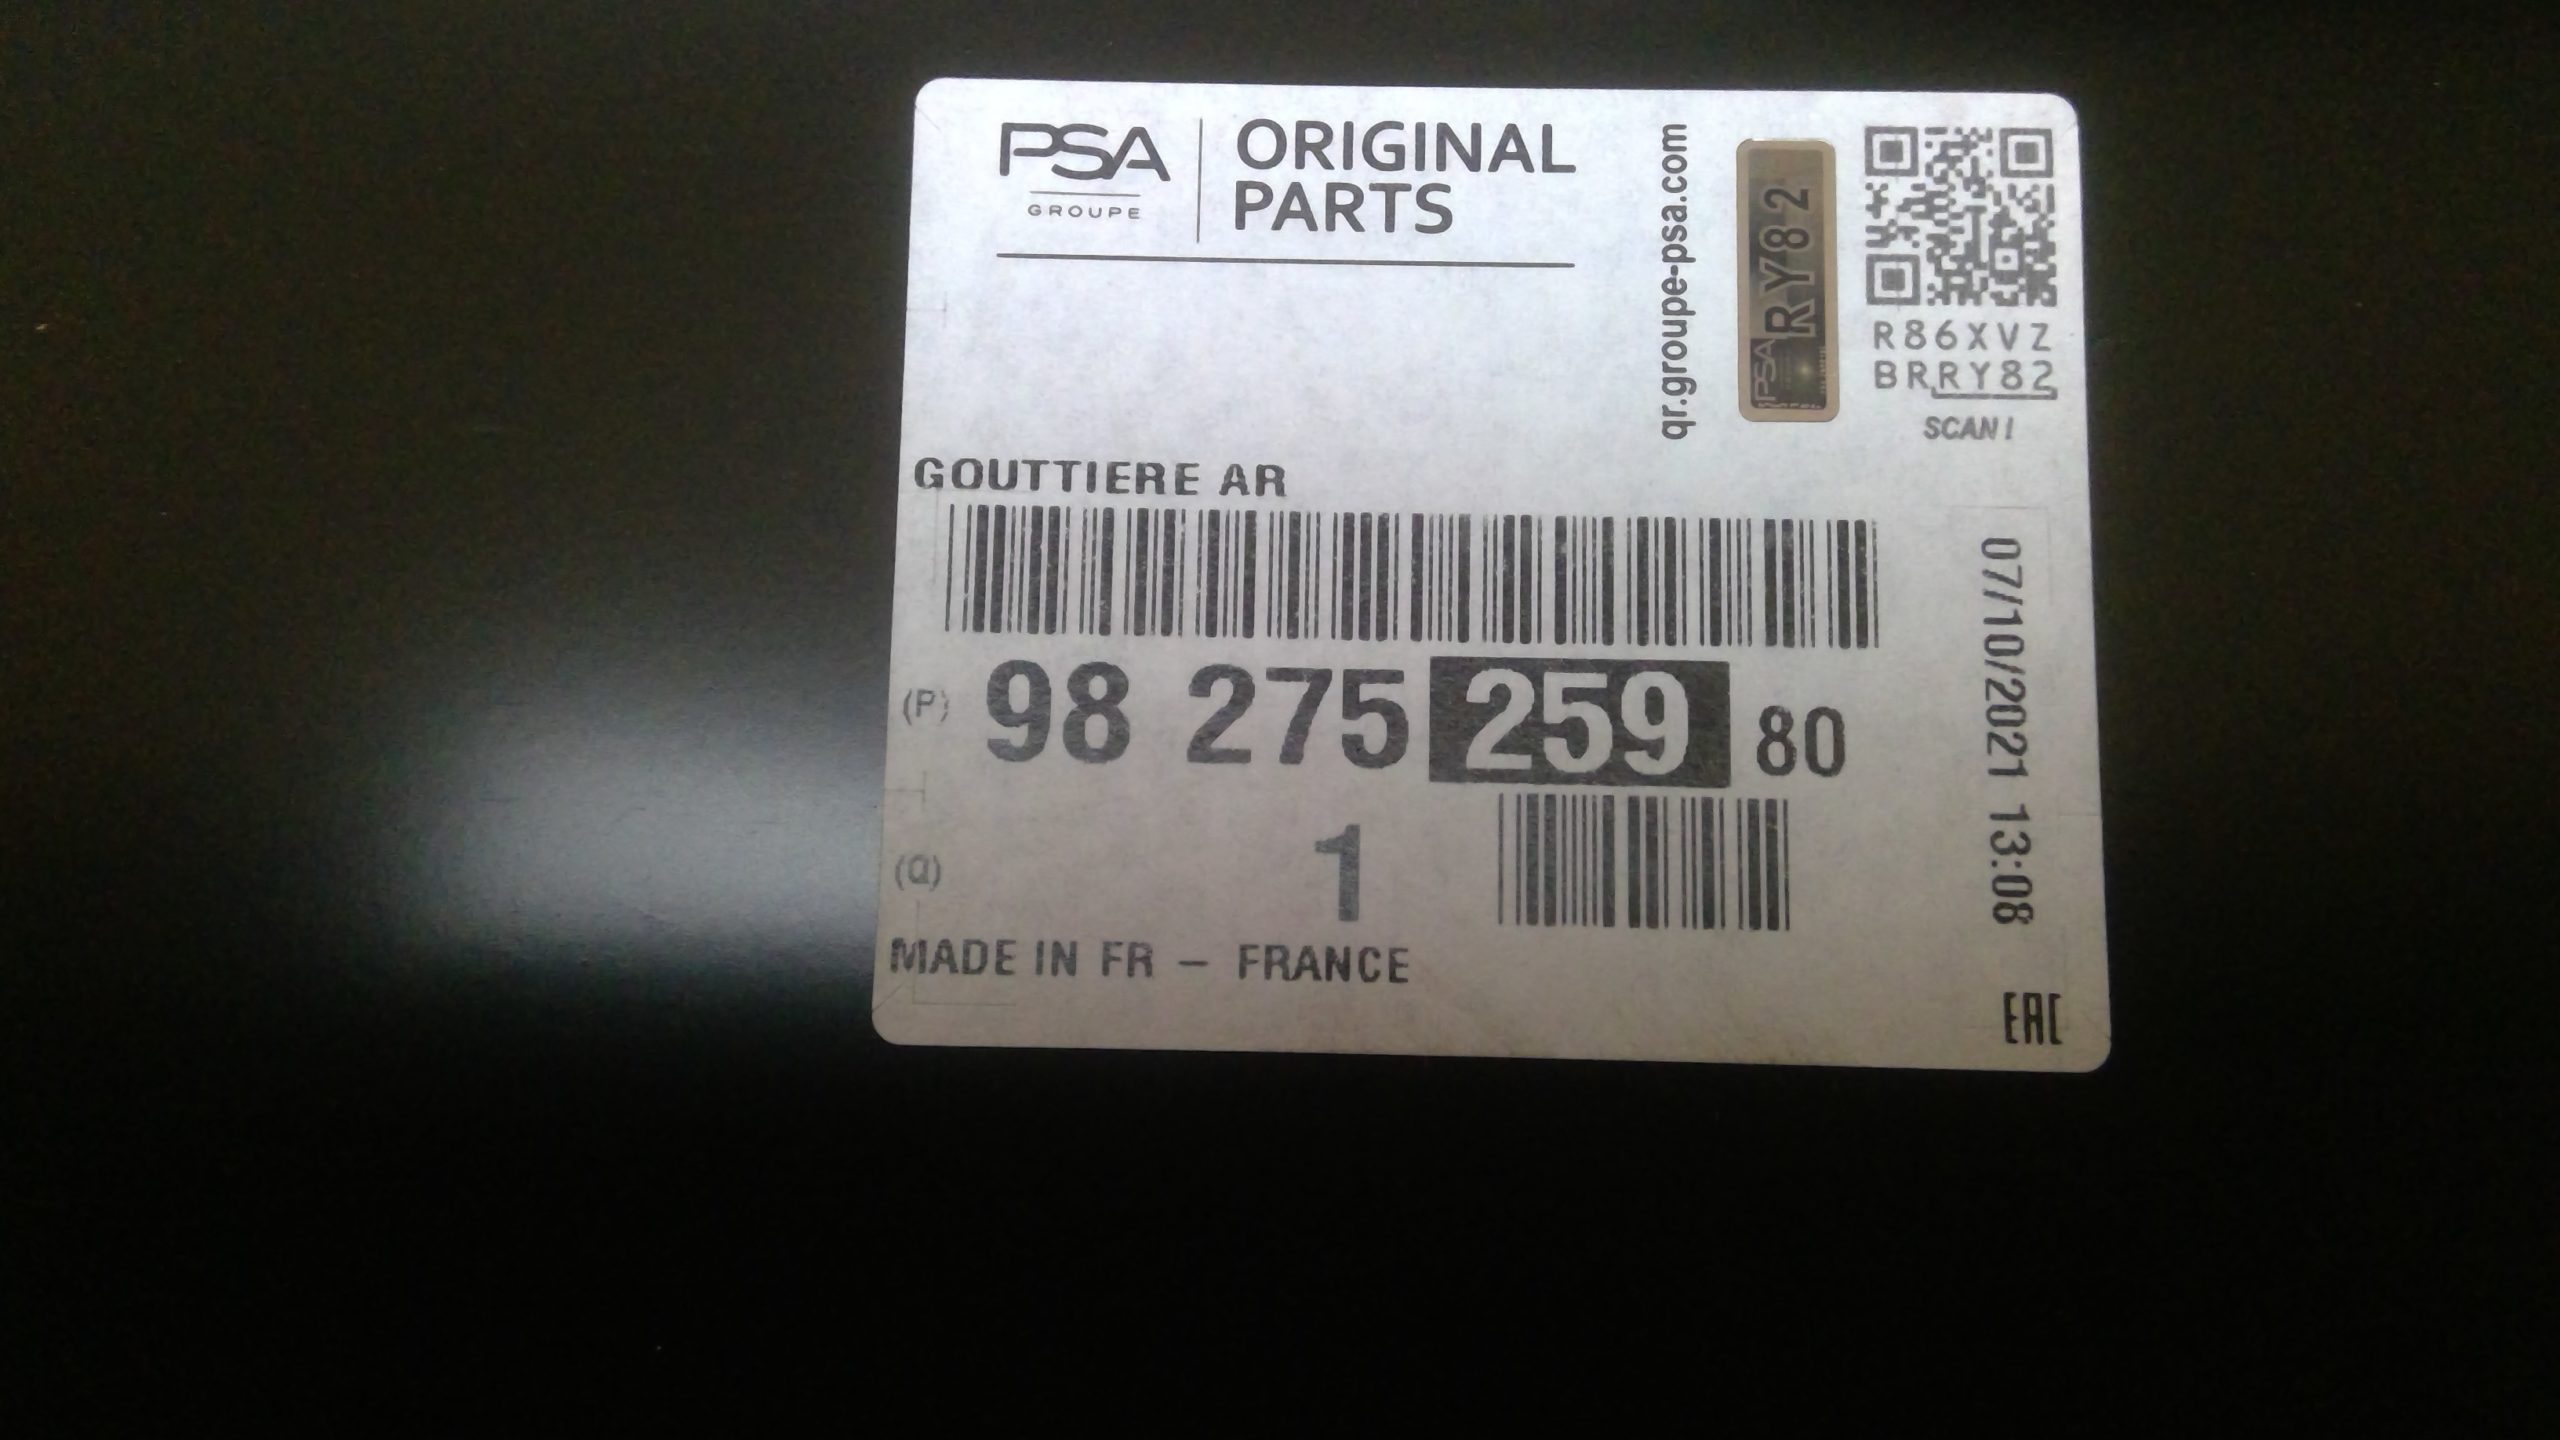 PSA
GROUPE
ORIGINAL
PARTS
qr.groupe-psa.com
PSA
RY82
R86XVZ
BRRY82
SCAN!
GOUTTIERE AR
(P) 98 275 259 80
(Q) 1
MADE IN FR - FRANCE
07/10/2021 13:08
EAC